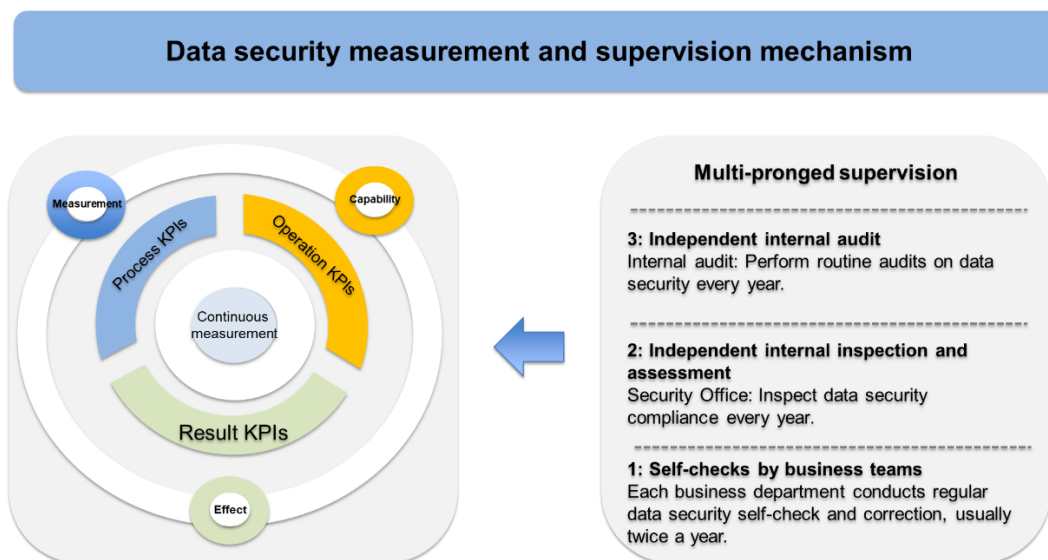 Data security measurement and supervision mechanism
Measurement
Capability
Process KPIs
Operation KPIs
Continuous
measurement
Result KPIs
Effect
Multi-pronged supervision
3: Independent internal audit
Internal audit: Perform routine audits on data
security every year.
2: Independent internal inspection and
assessment
Security Office: Inspect data security
compliance every year.
1: Self-checks by business teams
Each business department conducts regular
data security self-check and correction, usually
twice a year.